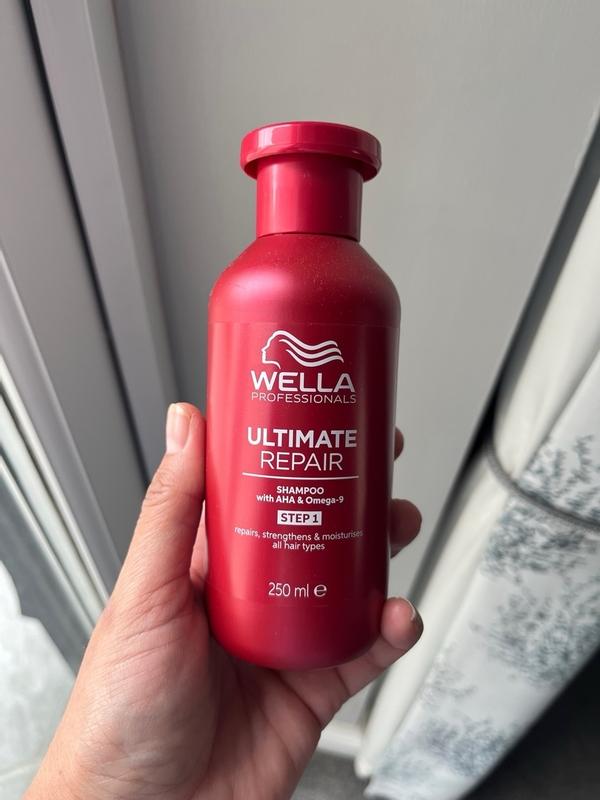 WELLA
PROFESSIONALS
ULTIMATE
REPAIR
SHAMPOO
with AHA & Omega-9
STEP 1
repairs, strengthens & moisturises
all hair types
250 ml ℮